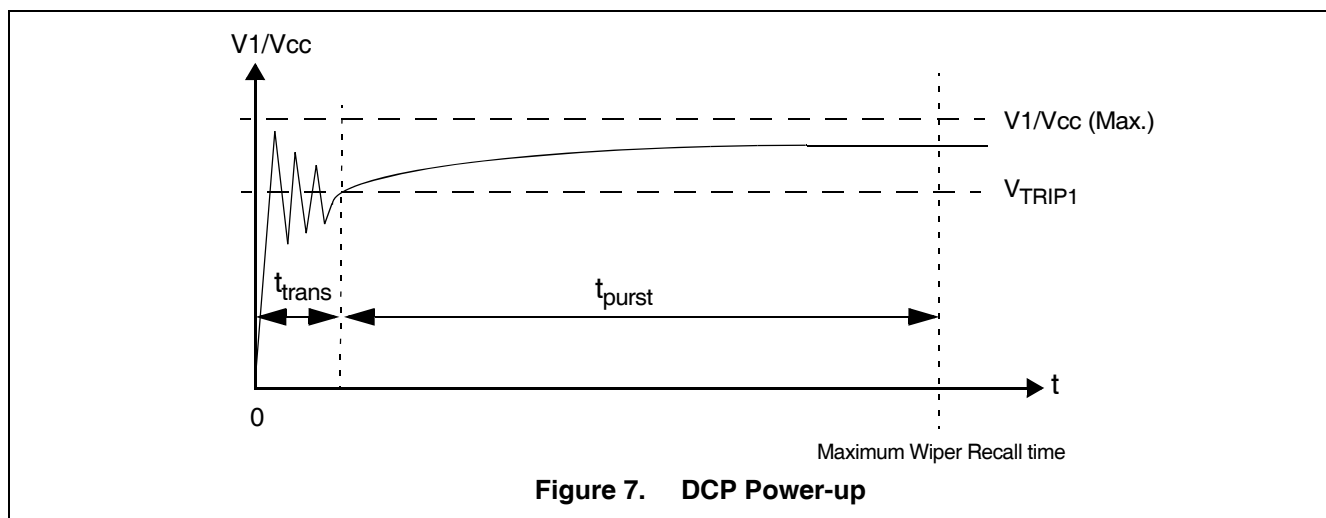 V1/Vcc
V1/Vcc (Max.)
VTRIP1
ttrans
tpurst
t
0
Maximum Wiper Recall time
Figure 7. DCP Power-up